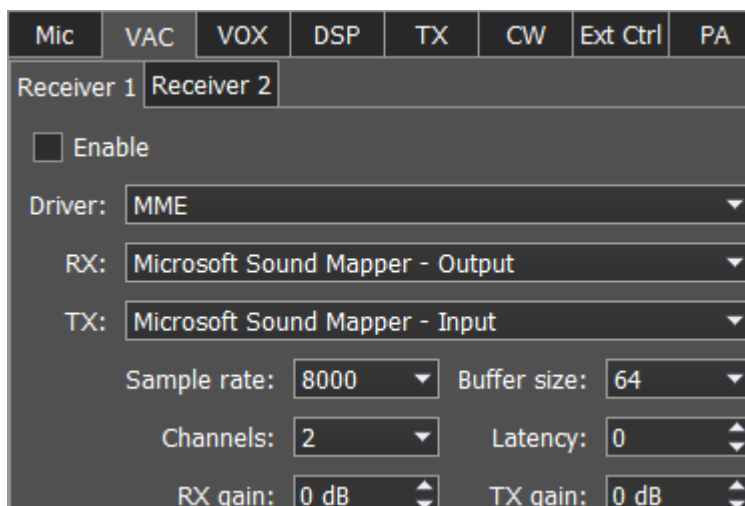 Mic VAC VOX DSP TX CW Ext Ctrl PA
Receiver 1 Receiver 2
Enable
Driver: MME
RX: Microsoft Sound Mapper - Output
TX: Microsoft Sound Mapper - Input
Sample rate: 8000 Buffer size: 64
Channels: 2 Latency: 0
RX gain: 0 dB TX gain: 0 dB